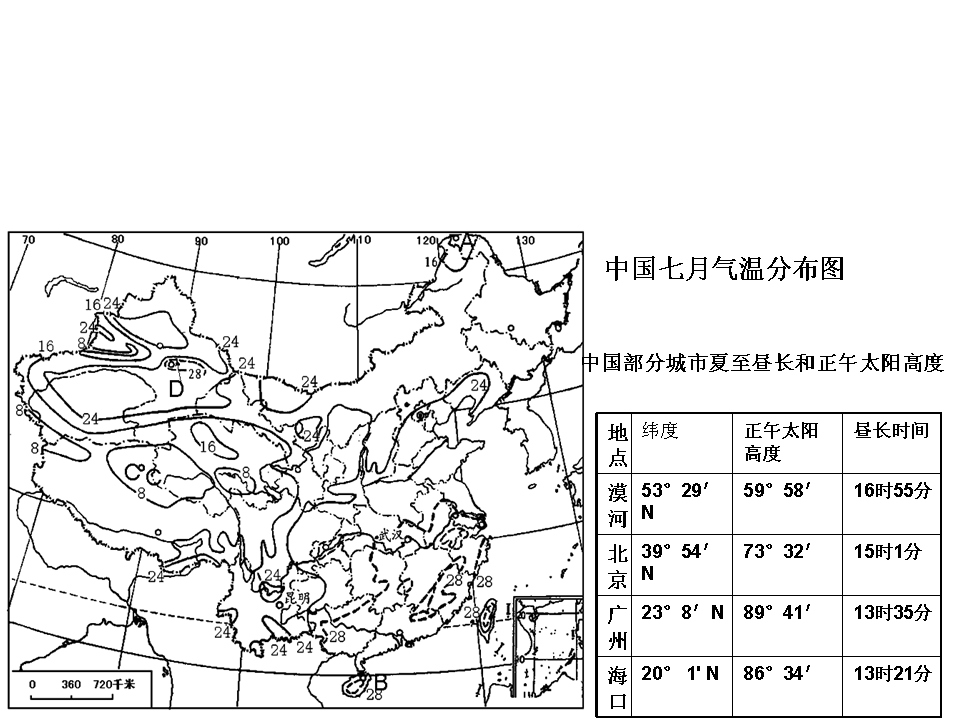 70 80 90 100 110 120 A 130
16
中国七月气温分布图
16 24
24
8
16
24
24
24
28
D
24
中国部分城市夏至昼长和正午太阳高度
8
24
24
16
8
C C
8
8
武汉
24
24
28 28
昆明
28
24
28
24 24
B
28
0 360 720千米
地点 纬度 正午太阳高度 昼长时间
漠河 53°29′N 59°58′ 16时55分
北京 39°54′N 73°32′ 15时1分
广州 23°8′N 89°41′ 13时35分
海口 20°1'N 86°34′ 13时21分